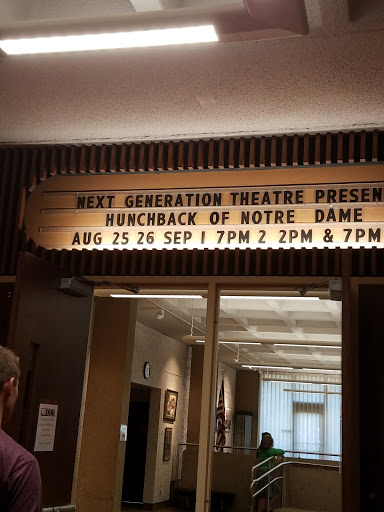 NEXT GENERATION THEATRE PRESEN
HUNCHBACK OF NOTRE DAME
AUG 25 26 SEP 1 7PM 2 2PM & 7PM